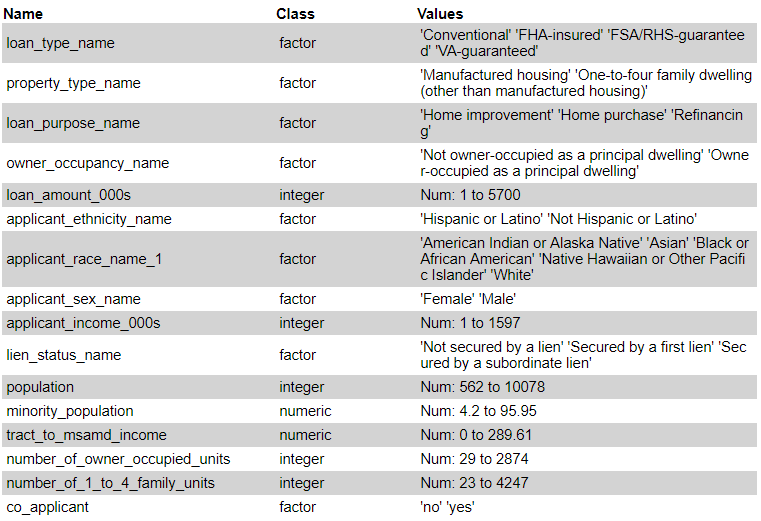 Name Class Values
loan_type_name factor 'Conventional' 'FHA-insured' 'FSA/RHS-guarantee
d' 'VA-guaranteed'
property_type_name factor 'Manufactured housing' 'One-to-four family dwelling
(other than manufactured housing)'
loan_purpose_name factor 'Home improvement' 'Home purchase' 'Refinancin
g'
owner_occupancy_name factor 'Not owner-occupied as a principal dwelling' 'Owne
r-occupied as a principal dwelling'
loan_amount_000s integer Num: 1 to 5700
applicant_ethnicity_name factor 'Hispanic or Latino' 'Not Hispanic or Latino'
applicant_race_name_1 factor 'American Indian or Alaska Native' 'Asian' 'Black or
African American' 'Native Hawaiian or Other Pacifi
c Islander' 'White'
applicant_sex_name factor 'Female' 'Male'
applicant_income_000s integer Num: 1 to 1597
lien_status_name factor 'Not secured by a lien' 'Secured by a first lien' 'Sec
ured by a subordinate lien'
population integer Num: 562 to 10078
minority_population numeric Num: 4.2 to 95.95
tract_to_msamd_income numeric Num: 0 to 289.61
number_of_owner_occupied_units integer Num: 29 to 2874
number_of_1_to_4_family_units integer Num: 23 to 4247
co_applicant factor 'no' 'yes'